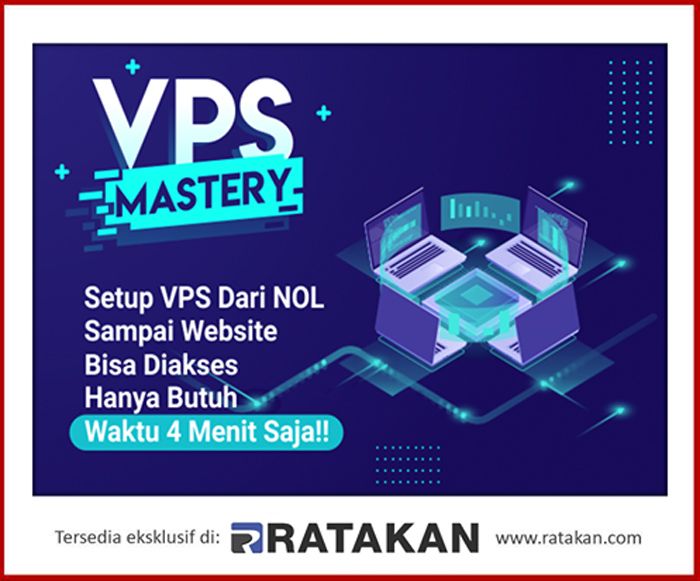 VPS
MASTERY
Setup VPS Dari NOL
Sampai Website
Bisa Diakses
Hanya Butuh
Waktu 4 Menit Saja!!
Tersedia eksklusif di: RATAKAN www.ratakan.com